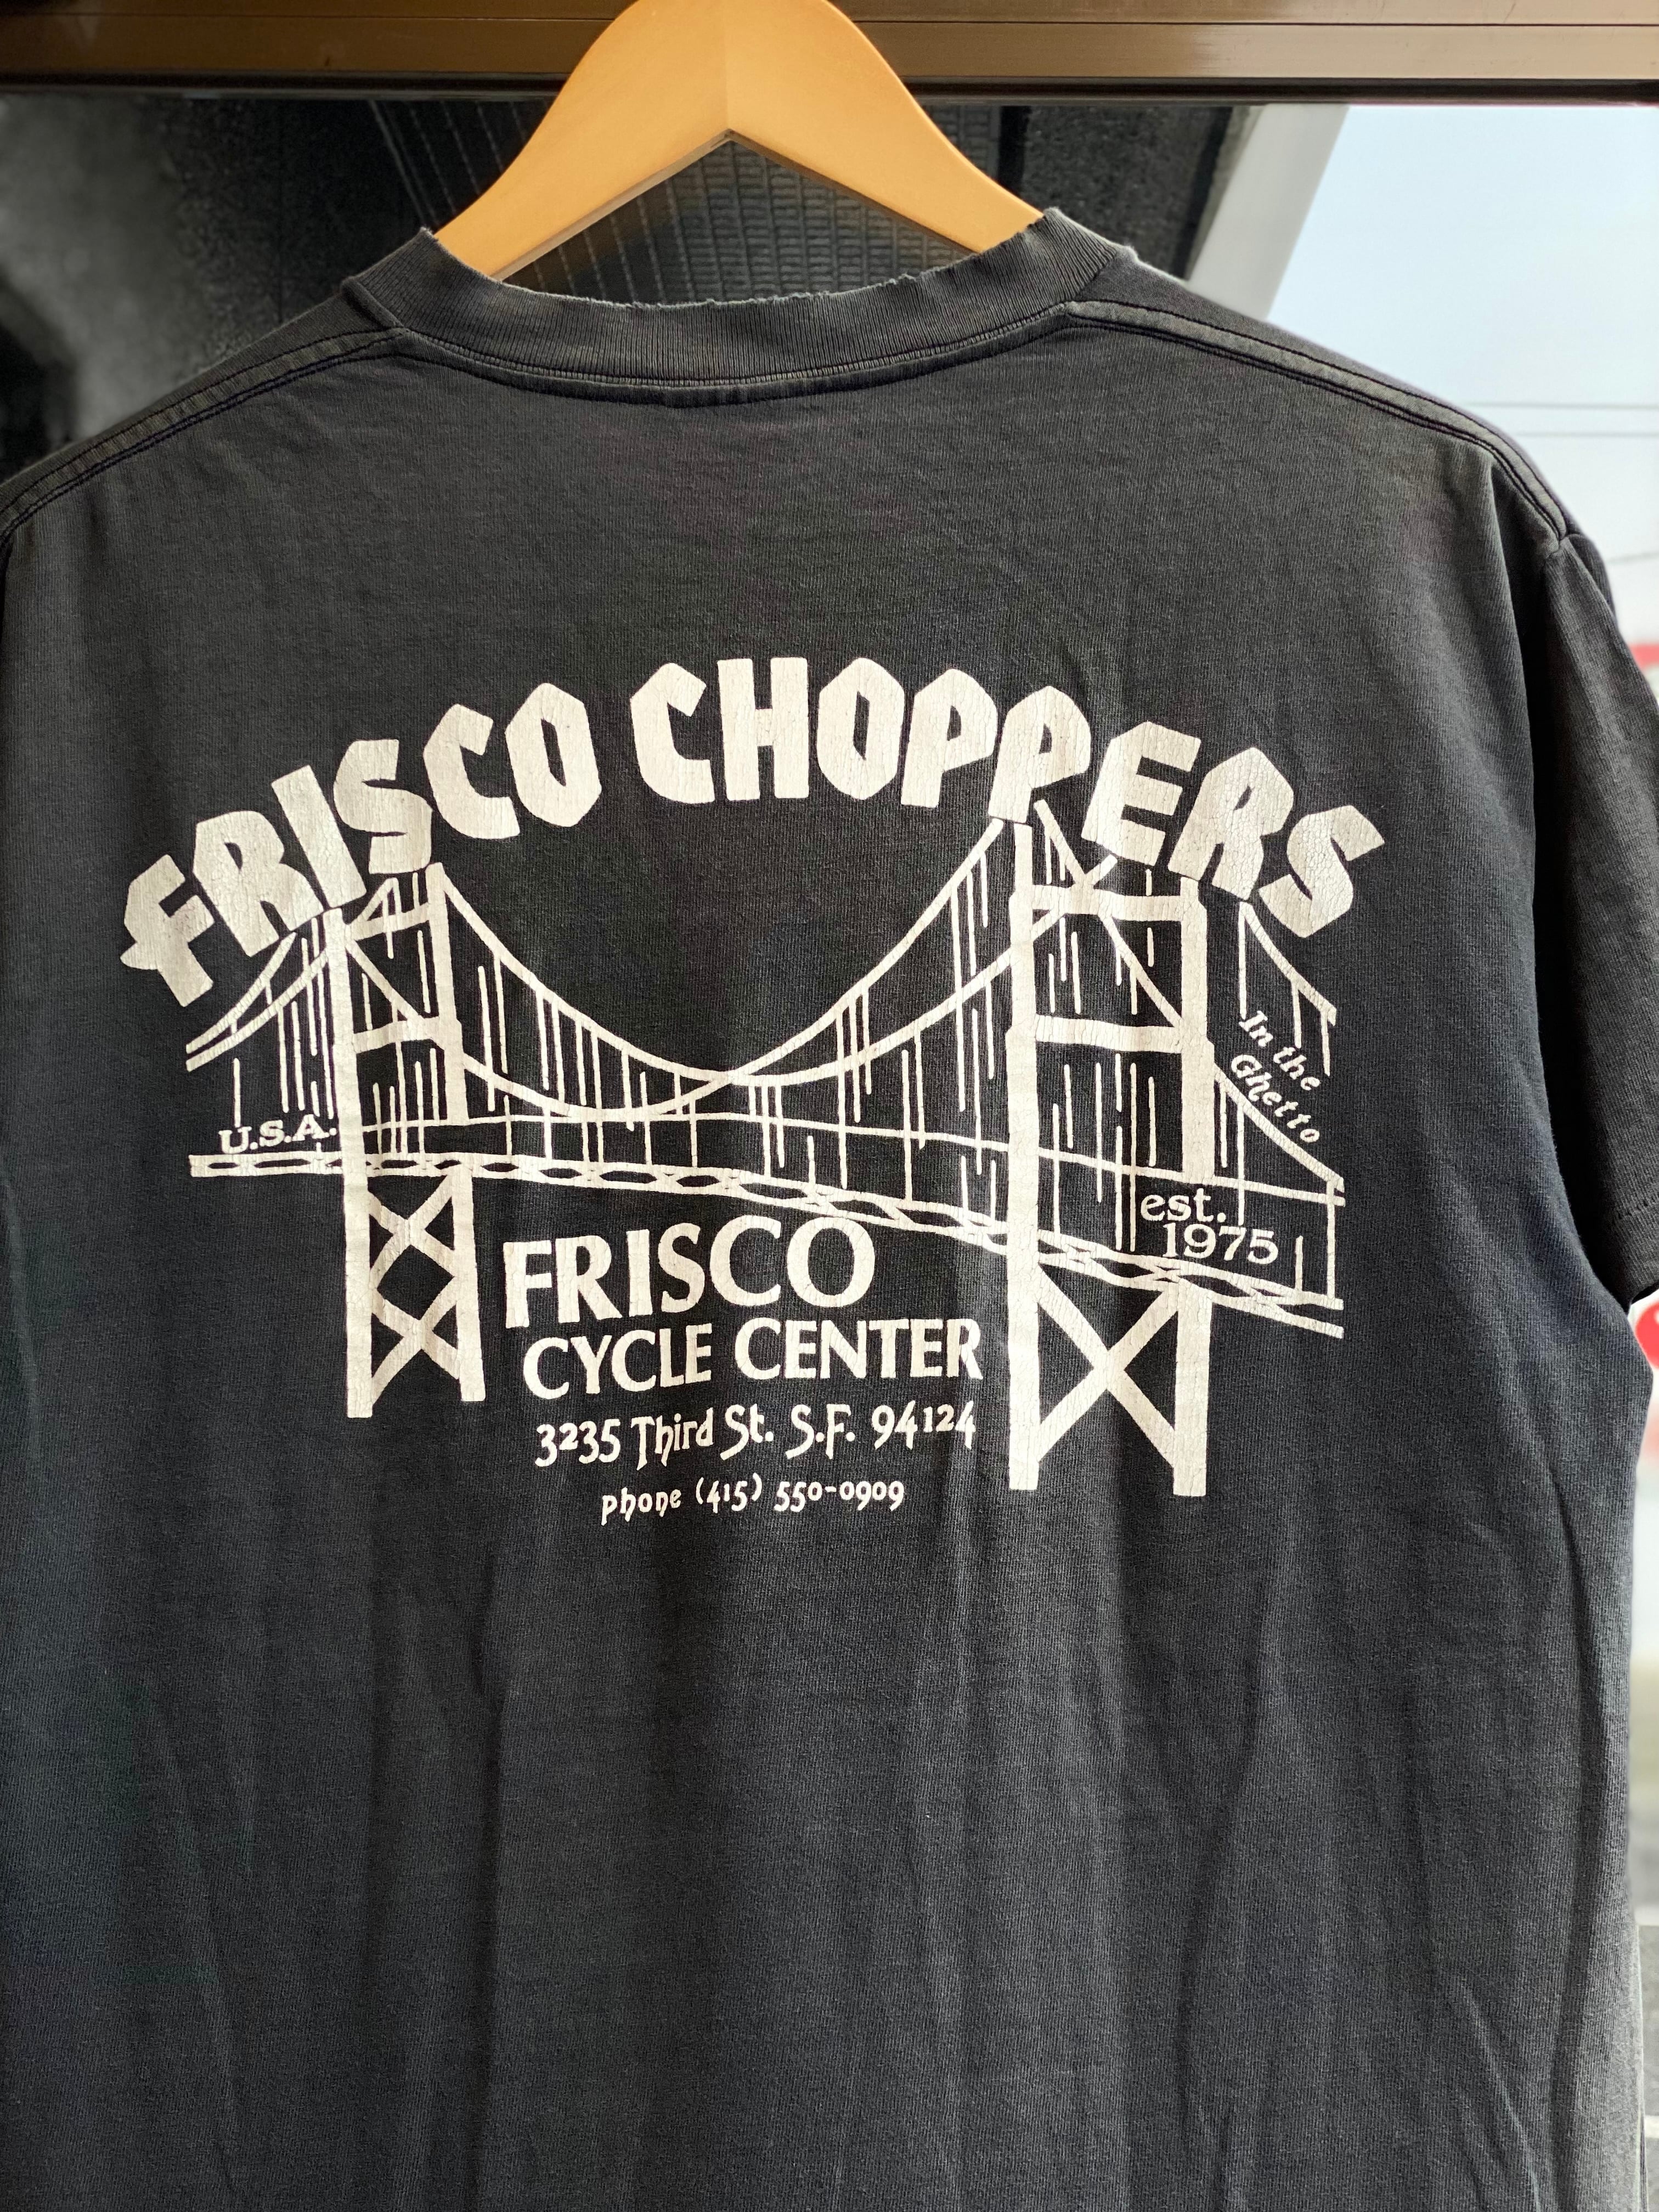 FRISCO CHOPPERS
In the
Ghetto
U.S.A.
est.
1975
FRISCO
CYCLE CENTER
3235 Third St. S.F. 94124
phone (415) 550-0909